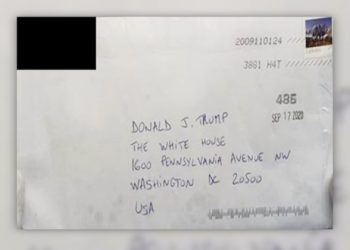 2009110124
3881 H4T
486
SEP 17 2020
DONALD J. TRUMP
THE WHITE HOUSE
1600 PENNSYLVANIA AVENUE NW
WASHINGTON DC 20500
USA